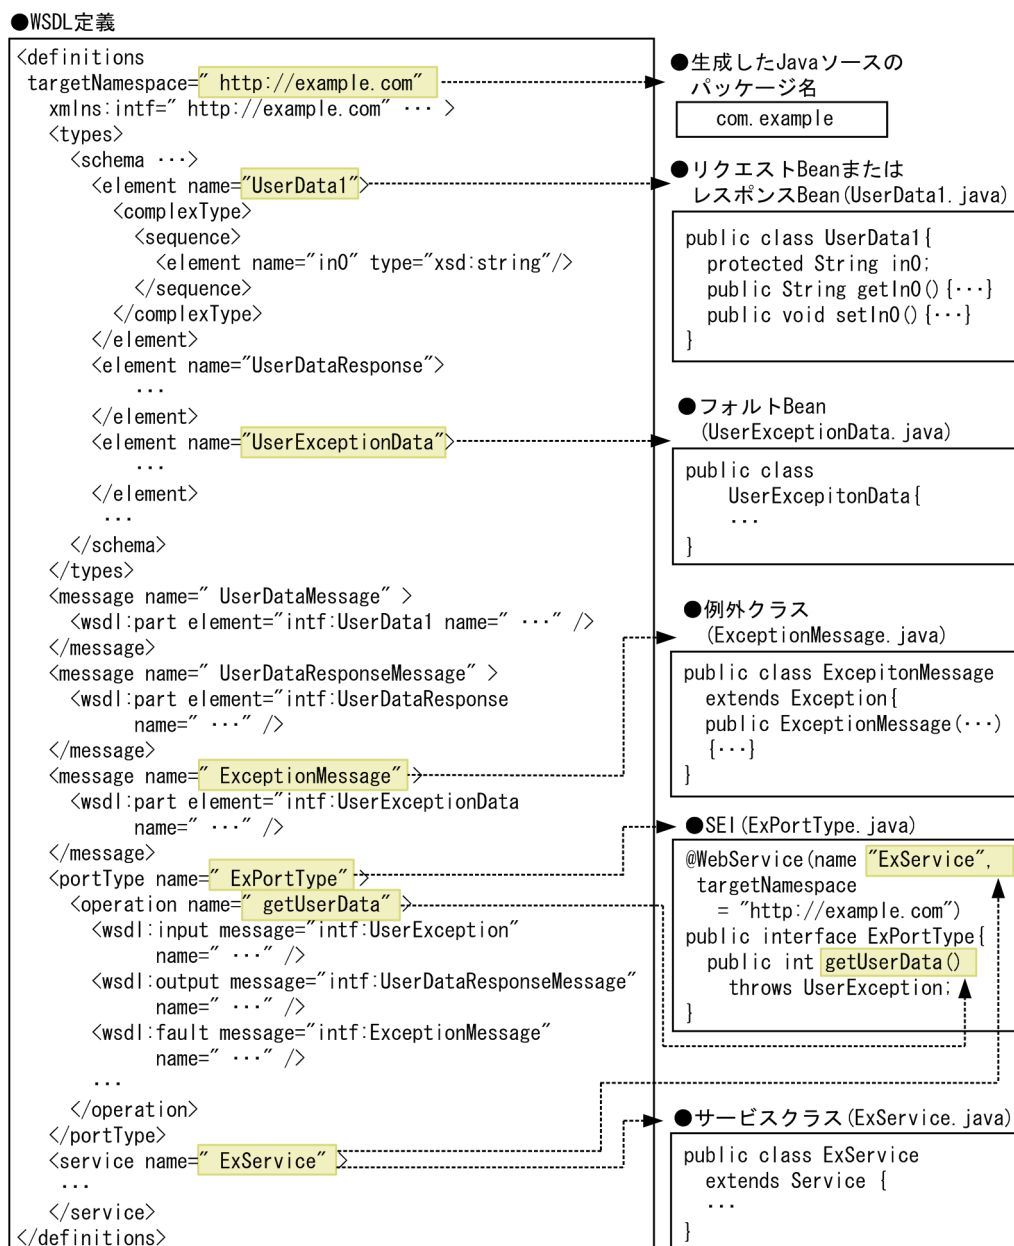 ●WSDL定義
<definitions
targetNamespace=" http://example.com"
xmlns:intf=" http://example.com" ･･･ >
<types>
<schema ･･･>
<element name="UserData1">
<complexType>
<sequence>
<element name="in0" type="xsd:string"/>
</sequence>
</complexType>
</element>
<element name="UserDataResponse">
･･･
</element>
<element name="UserExceptionData">
･･･
</element>
･･･
</schema>
</types>
<message name=" UserDataMessage" >
<wsdl:part element="intf:UserData1 name=" ･･･" />
</message>
<message name=" UserDataResponseMessage" >
<wsdl:part element="intf:UserDataResponse
name=" ･･･" />
</message>
<message name=" ExceptionMessage" >
<wsdl:part element="intf:UserExceptionData
name=" ･･･" />
</message>
<portType name=" ExPortType" >
<operation name=" getUserData" >
<wsdl:input message="intf:UserException"
name=" ･･･" />
<wsdl:output message="intf:UserDataResponseMessage"
name=" ･･･" />
<wsdl:fault message="intf:ExceptionMessage"
name=" ･･･" />
･･･
</operation>
</portType>
<service name=" ExService" >
･･･
</service>
</definitions>
●生成したJavaソースの
パッケージ名
com.example
●リクエストBeanまたは
レスポンスBean(UserData1.java)
public class UserData1{
protected String in0;
public String getIn0(){･･･}
public void setIn0(){･･･}
}
●フォルトBean
(UserExceptionData.java)
public class
UserExcepitonData{
･･･
}
●例外クラス
(ExceptionMessage.java)
public class ExcepitonMessage
extends Exception{
public ExceptionMessage(･･･)
{･･･}
}
●SEI(ExPortType.java)
@WebService(name "ExService",
targetNamespace
= "http://example.com")
public interface ExPortType{
public int getUserData()
throws UserException;
}
●サービスクラス(ExService.java)
public class ExService
extends Service {
･･･
}